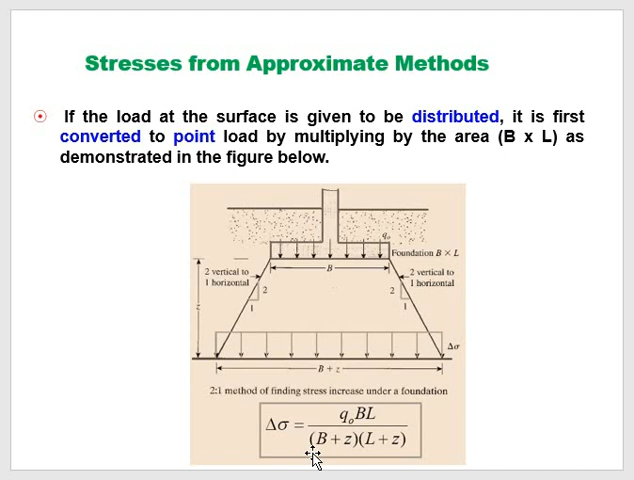 Stresses from Approximate Methods
If the load at the surface is given to be distributed, it is first
converted to point load by multiplying by the area (B x L) as
demonstrated in the figure below.
qₒ
Foundation B × L
B
2 vertical to
1 horizontal
2 vertical to
1 horizontal
2
2
1
1
z
Δσ
B + z
2:1 method of finding stress increase under a foundation
Δσ = qₒBL / (B + z)(L + z)